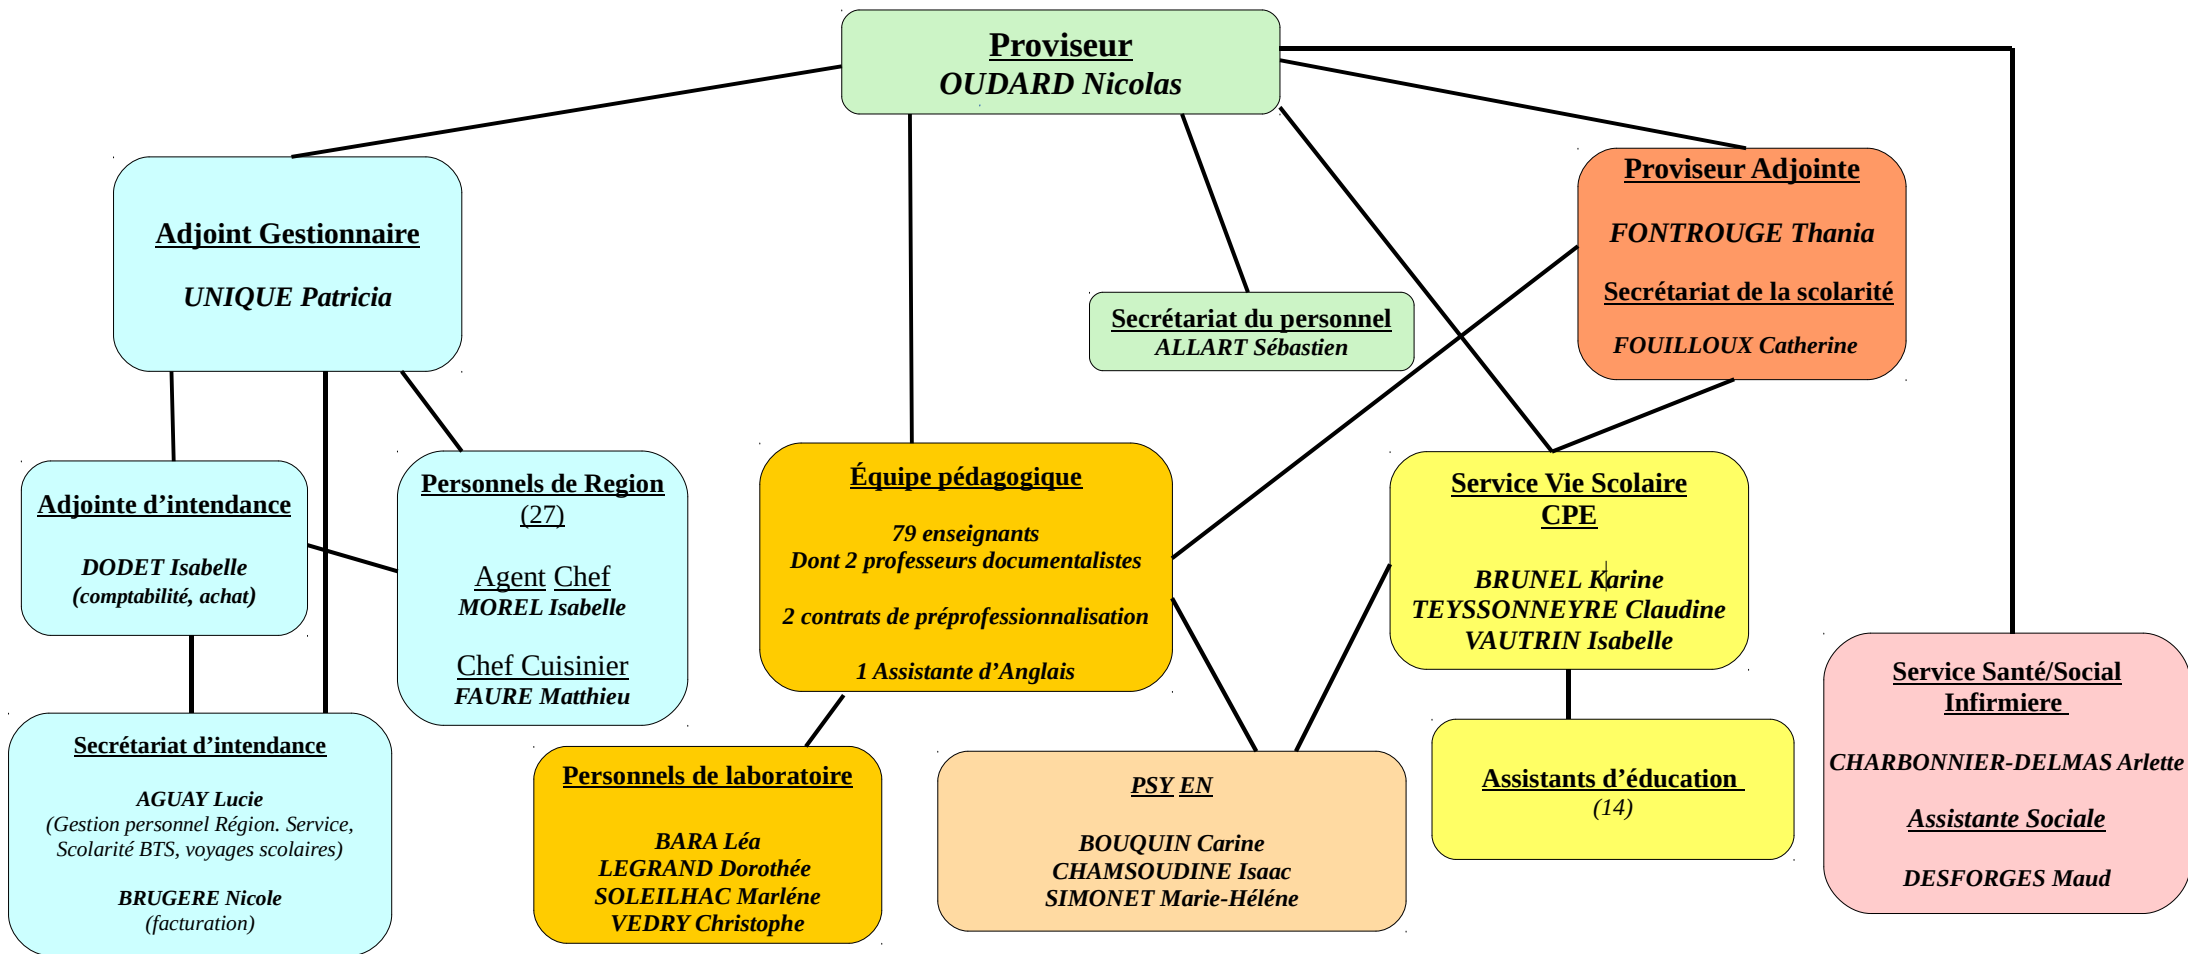 Proviseur
OUDARD Nicolas
Adjoint Gestionnaire
UNIQUE Patricia
Proviseur Adjointe
FONTROUGE Thania
Secrétariat de la scolarité
FOUILLOUX Catherine
Secrétariat du personnel
ALLART Sébastien
Adjointe d’intendance
DODET Isabelle
(comptabilité, achat)
Personnels de Region
(27)
Agent Chef
MOREL Isabelle
Chef Cuisinier
FAURE Matthieu
Équipe pédagogique
79 enseignants
Dont 2 professeurs documentalistes
2 contrats de préprofessionnalisation
1 Assistante d’Anglais
Service Vie Scolaire
CPE
BRUNEL Karine
TEYSSONNEYRE Claudine
VAUTRIN Isabelle
Service Santé/Social
Infirmiere
CHARBONNIER-DELMAS Arlette
Assistante Sociale
DESFORGES Maud
Secrétariat d’intendance
AGUAY Lucie
(Gestion personnel Région. Service,
Scolarité BTS, voyages scolaires)
BRUGERE Nicole
(facturation)
Personnels de laboratoire
BARA Léa
LEGRAND Dorothée
SOLEILHAC Marléne
VEDRY Christophe
PSY EN
BOUQUIN Carine
CHAMSOUDINE Isaac
SIMONET Marie-Héléne
Assistants d’éducation
(14)